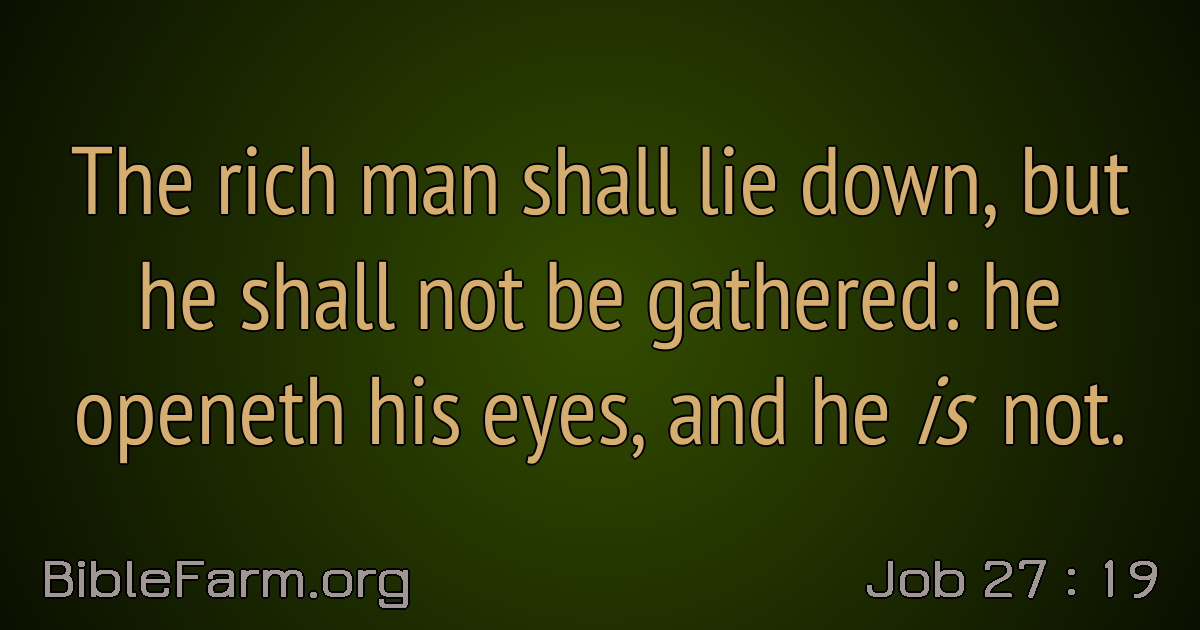 The rich man shall lie down, but
he shall not be gathered: he
openeth his eyes, and he is not.
BibleFarm.org
Job 27 : 19